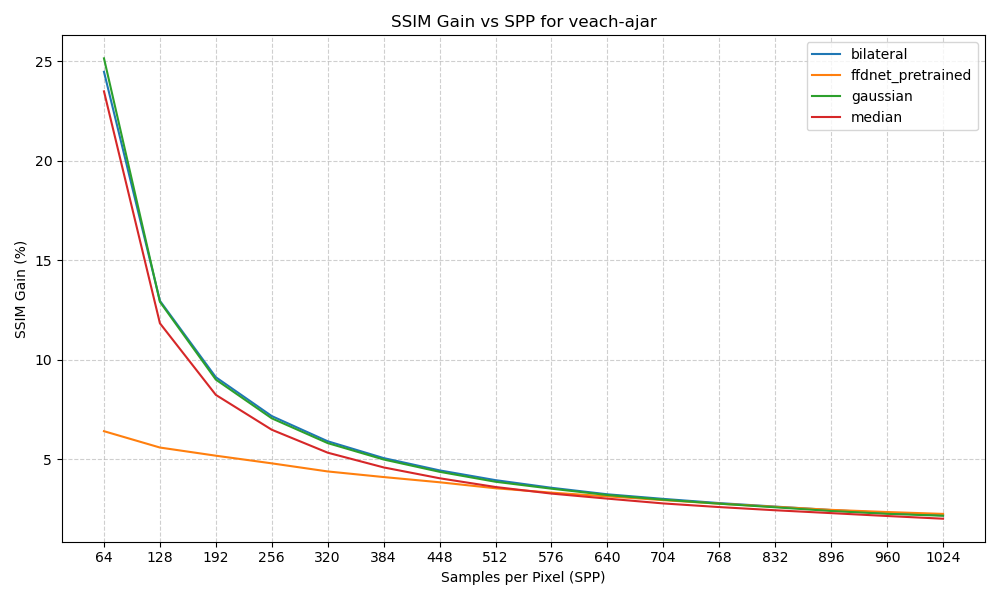 SSIM Gain vs SPP for veach-ajar
bilateral
ffdnet_pretrained
gaussian
median
SSIM Gain (%)
25
20
15
10
5
64 128 192 256 320 384 448 512 576 640 704 768 832 896 960 1024
Samples per Pixel (SPP)